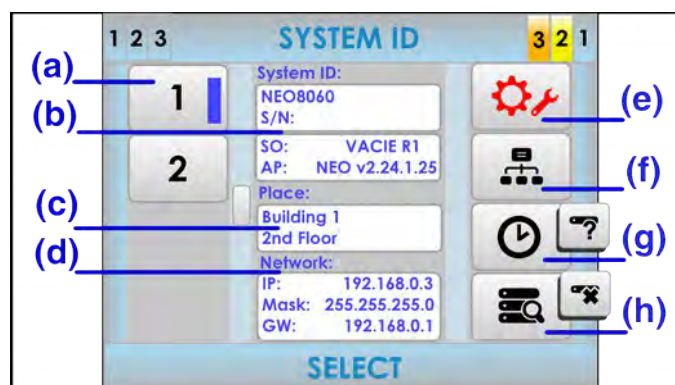 1 2 3 SYSTEM ID 3 2 1
(a)
1
(b)
2
(c)
(d)
System ID:
NEO8060
S/N:
SO: VACIE R1
AP: NEO v2.24.1.25
Place:
Building 1
2nd Floor
Network:
IP: 192.168.0.3
Mask: 255.255.255.0
GW: 192.168.0.1
(e)
(f)
?
(g)
(h)
SELECT